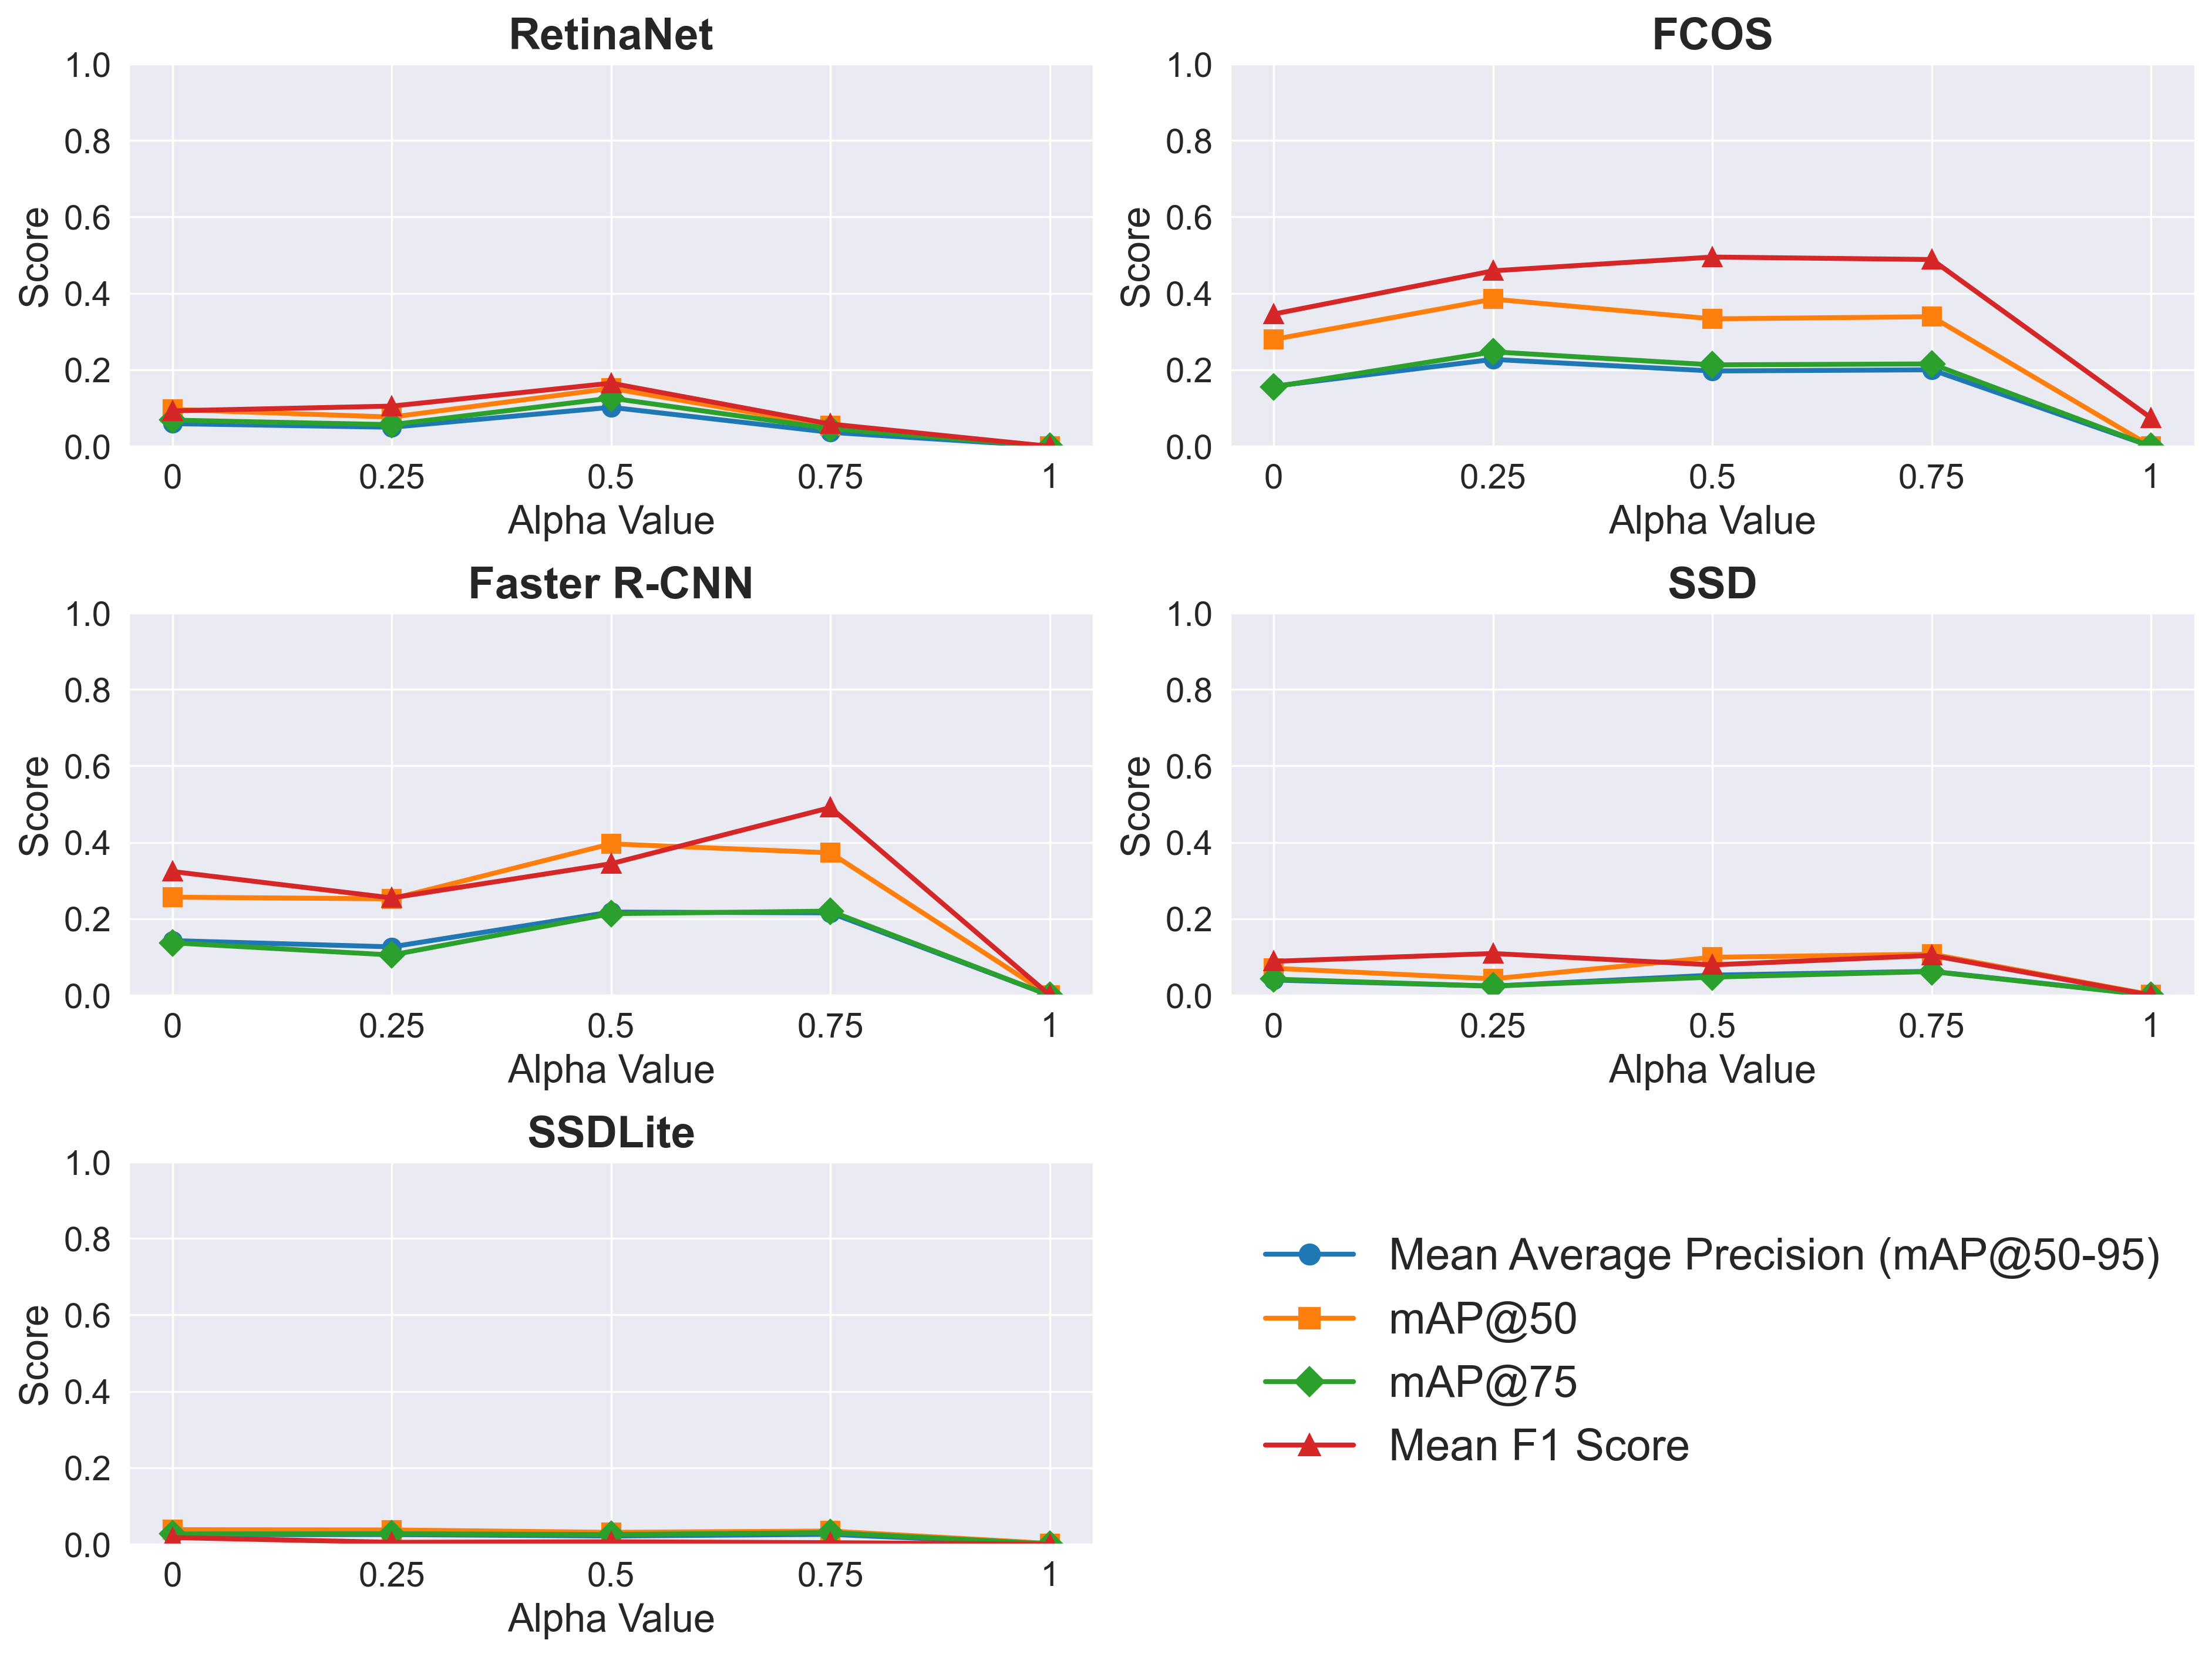 RetinaNet
1.0
0.8
0.6
0.4
0.2
0.0
Score
0 0.25 0.5 0.75 1
Alpha Value
FCOS
1.0
0.8
0.6
0.4
0.2
0.0
Score
0 0.25 0.5 0.75 1
Alpha Value
Faster R-CNN
1.0
0.8
0.6
0.4
0.2
0.0
Score
0 0.25 0.5 0.75 1
Alpha Value
SSD
1.0
0.8
0.6
0.4
0.2
0.0
Score
0 0.25 0.5 0.75 1
Alpha Value
SSDLite
1.0
0.8
0.6
0.4
0.2
0.0
Score
0 0.25 0.5 0.75 1
Alpha Value
Mean Average Precision (mAP@50-95)
mAP@50
mAP@75
Mean F1 Score